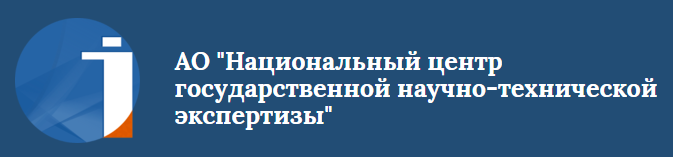 АО "Национальный центр
государственной научно-технической
экспертизы"